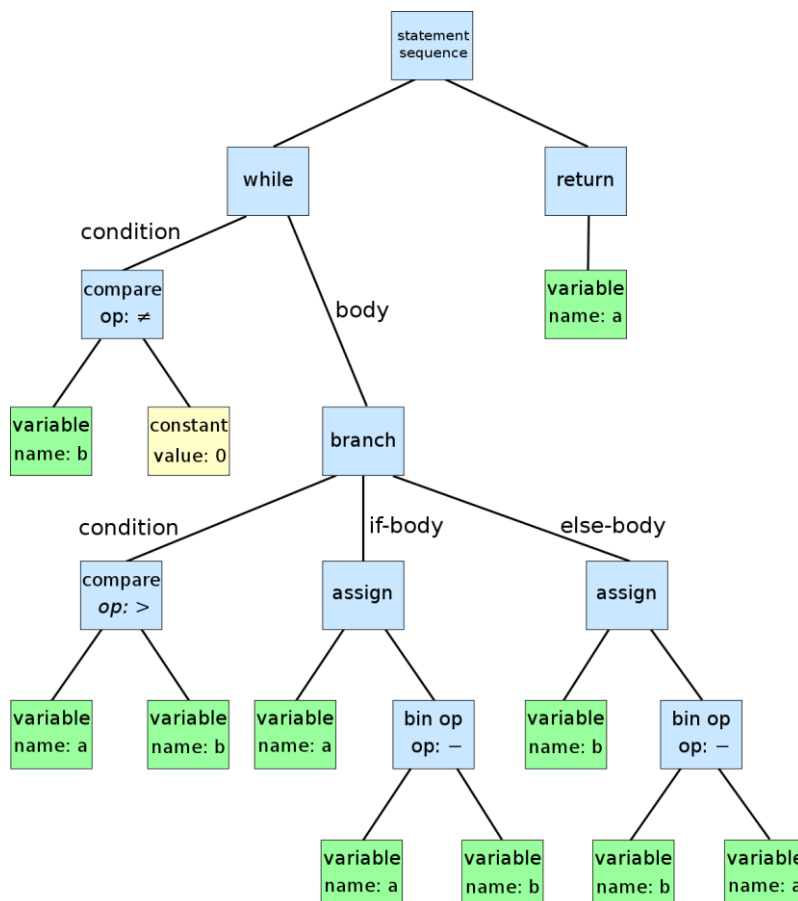 statement
sequence
while
return
condition
compare
op: ≠
body
variable
name: a
variable
name: b
constant
value: 0
branch
condition
if-body
else-body
compare
op: >
assign
assign
variable
name: a
variable
name: b
variable
name: a
bin op
op: −
variable
name: b
bin op
op: −
variable
name: a
variable
name: b
variable
name: b
variable
name: a